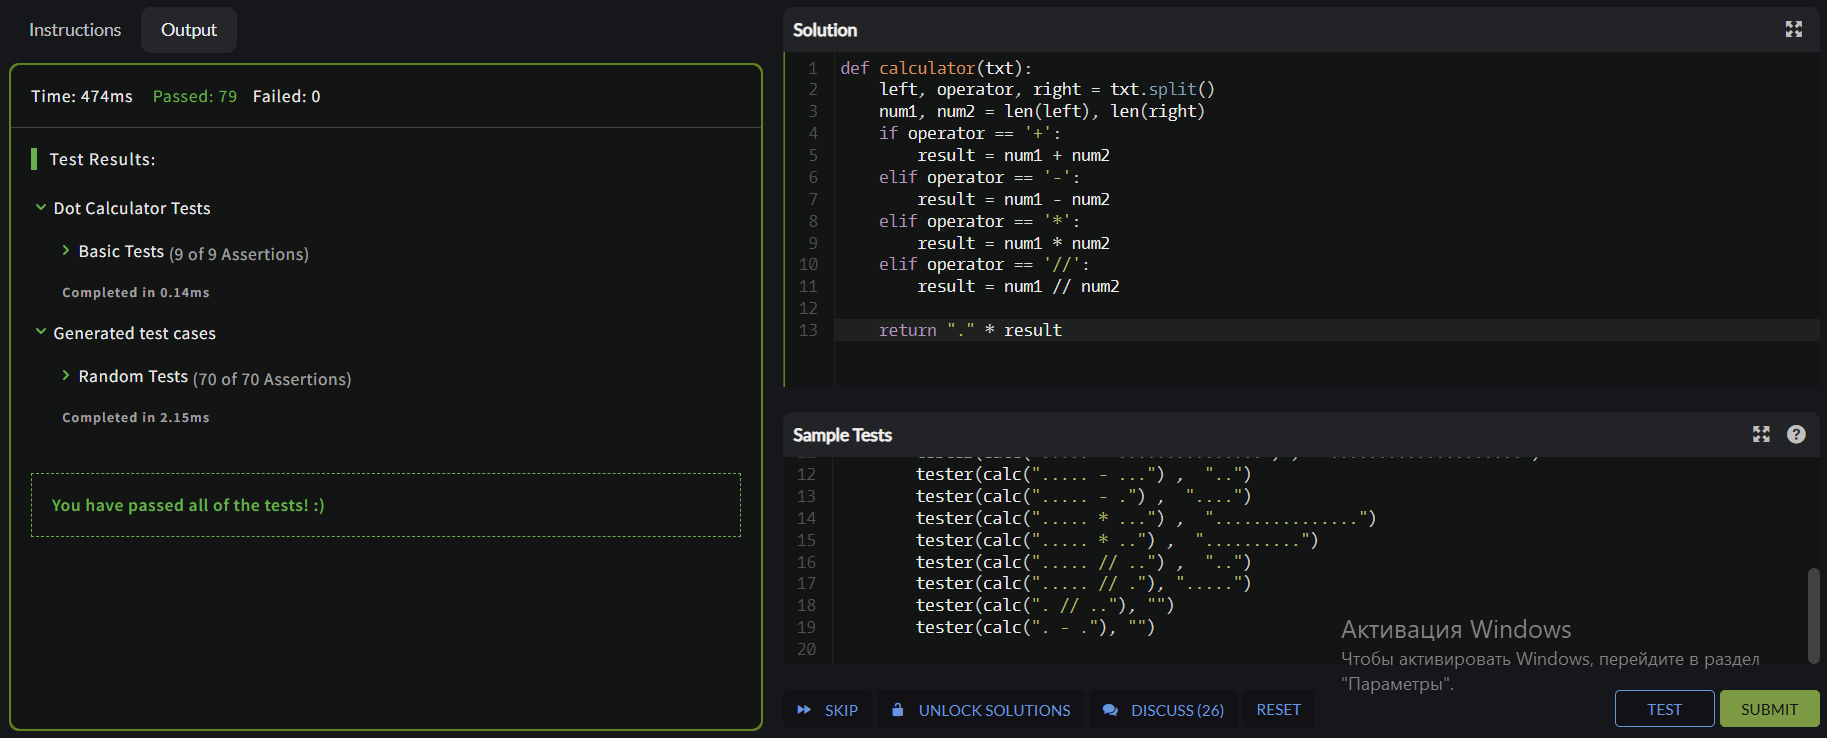 Instructions
Output
Time: 474ms Passed: 79 Failed: 0
Test Results:
Dot Calculator Tests
Basic Tests (9 of 9 Assertions)
Completed in 0.14ms
Generated test cases
Random Tests (70 of 70 Assertions)
Completed in 2.15ms
You have passed all of the tests! :)
Solution
1 def calculator(txt):
2     left, operator, right = txt.split()
3     num1, num2 = len(left), len(right)
4     if operator == '+':
5         result = num1 + num2
6     elif operator == '-':
7         result = num1 - num2
8     elif operator == '*':
9         result = num1 * num2
10     elif operator == '//':
11         result = num1 // num2
12
13     return "." * result
Sample Tests
12 tester(calc("..... - ...") ,  "..")
13 tester(calc("..... - .") ,  "....")
14 tester(calc("..... * ...") ,  "...............")
15 tester(calc("..... * ..") ,  "..........")
16 tester(calc("..... // ..") ,  "..")
17 tester(calc("..... // ."), ".....")
18 tester(calc(". // .."), "")
19 tester(calc(". - ."), "")
20
Активация Windows
Чтобы активировать Windows, перейдите в раздел
"Параметры".
SKIP
UNLOCK SOLUTIONS
DISCUSS (26)
RESET
TEST
SUBMIT